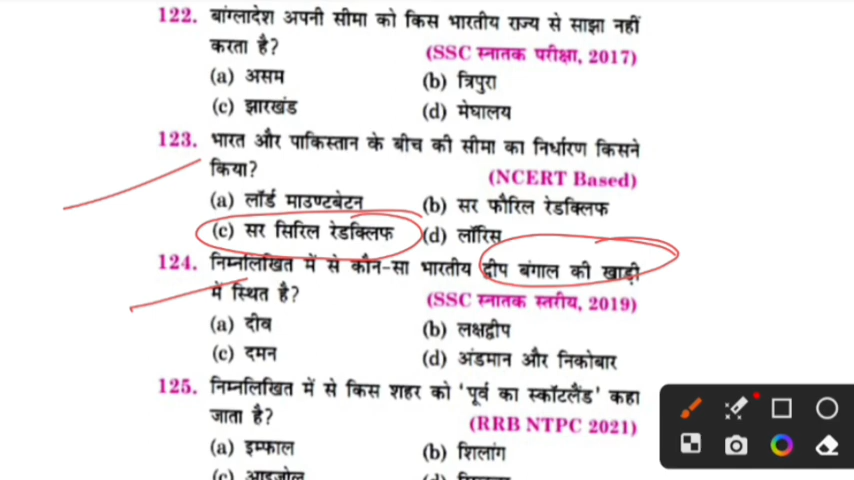 122. बांग्लादेश अपनी सीमा को किस भारतीय राज्य से साझा नहीं
करता है? (SSC स्नातक परीक्षा, 2017)
(a) असम (b) त्रिपुरा
(c) झारखंड (d) मेघालय
123. भारत और पाकिस्तान के बीच की सीमा का निर्धारण किसने
किया? (NCERT Based)
(a) लॉर्ड माउण्टबेटन (b) सर फौरिल रेडक्लिफ
(c) सर सिरिल रेडक्लिफ (d) लॉरिस
124. निम्नलिखित में से कौन-सा भारतीय द्वीप बंगाल की खाड़ी
में स्थित है? (SSC स्नातक स्तरीय, 2019)
(a) दीव (b) लक्षद्वीप
(c) दमन (d) अंडमान और निकोबार
125. निम्नलिखित में से किस शहर को 'पूर्व का स्कॉटलैंड' कहा
जाता है? (RRB NTPC 2021)
(a) इम्फाल (b) शिलांग
(c) आइजोल (d)